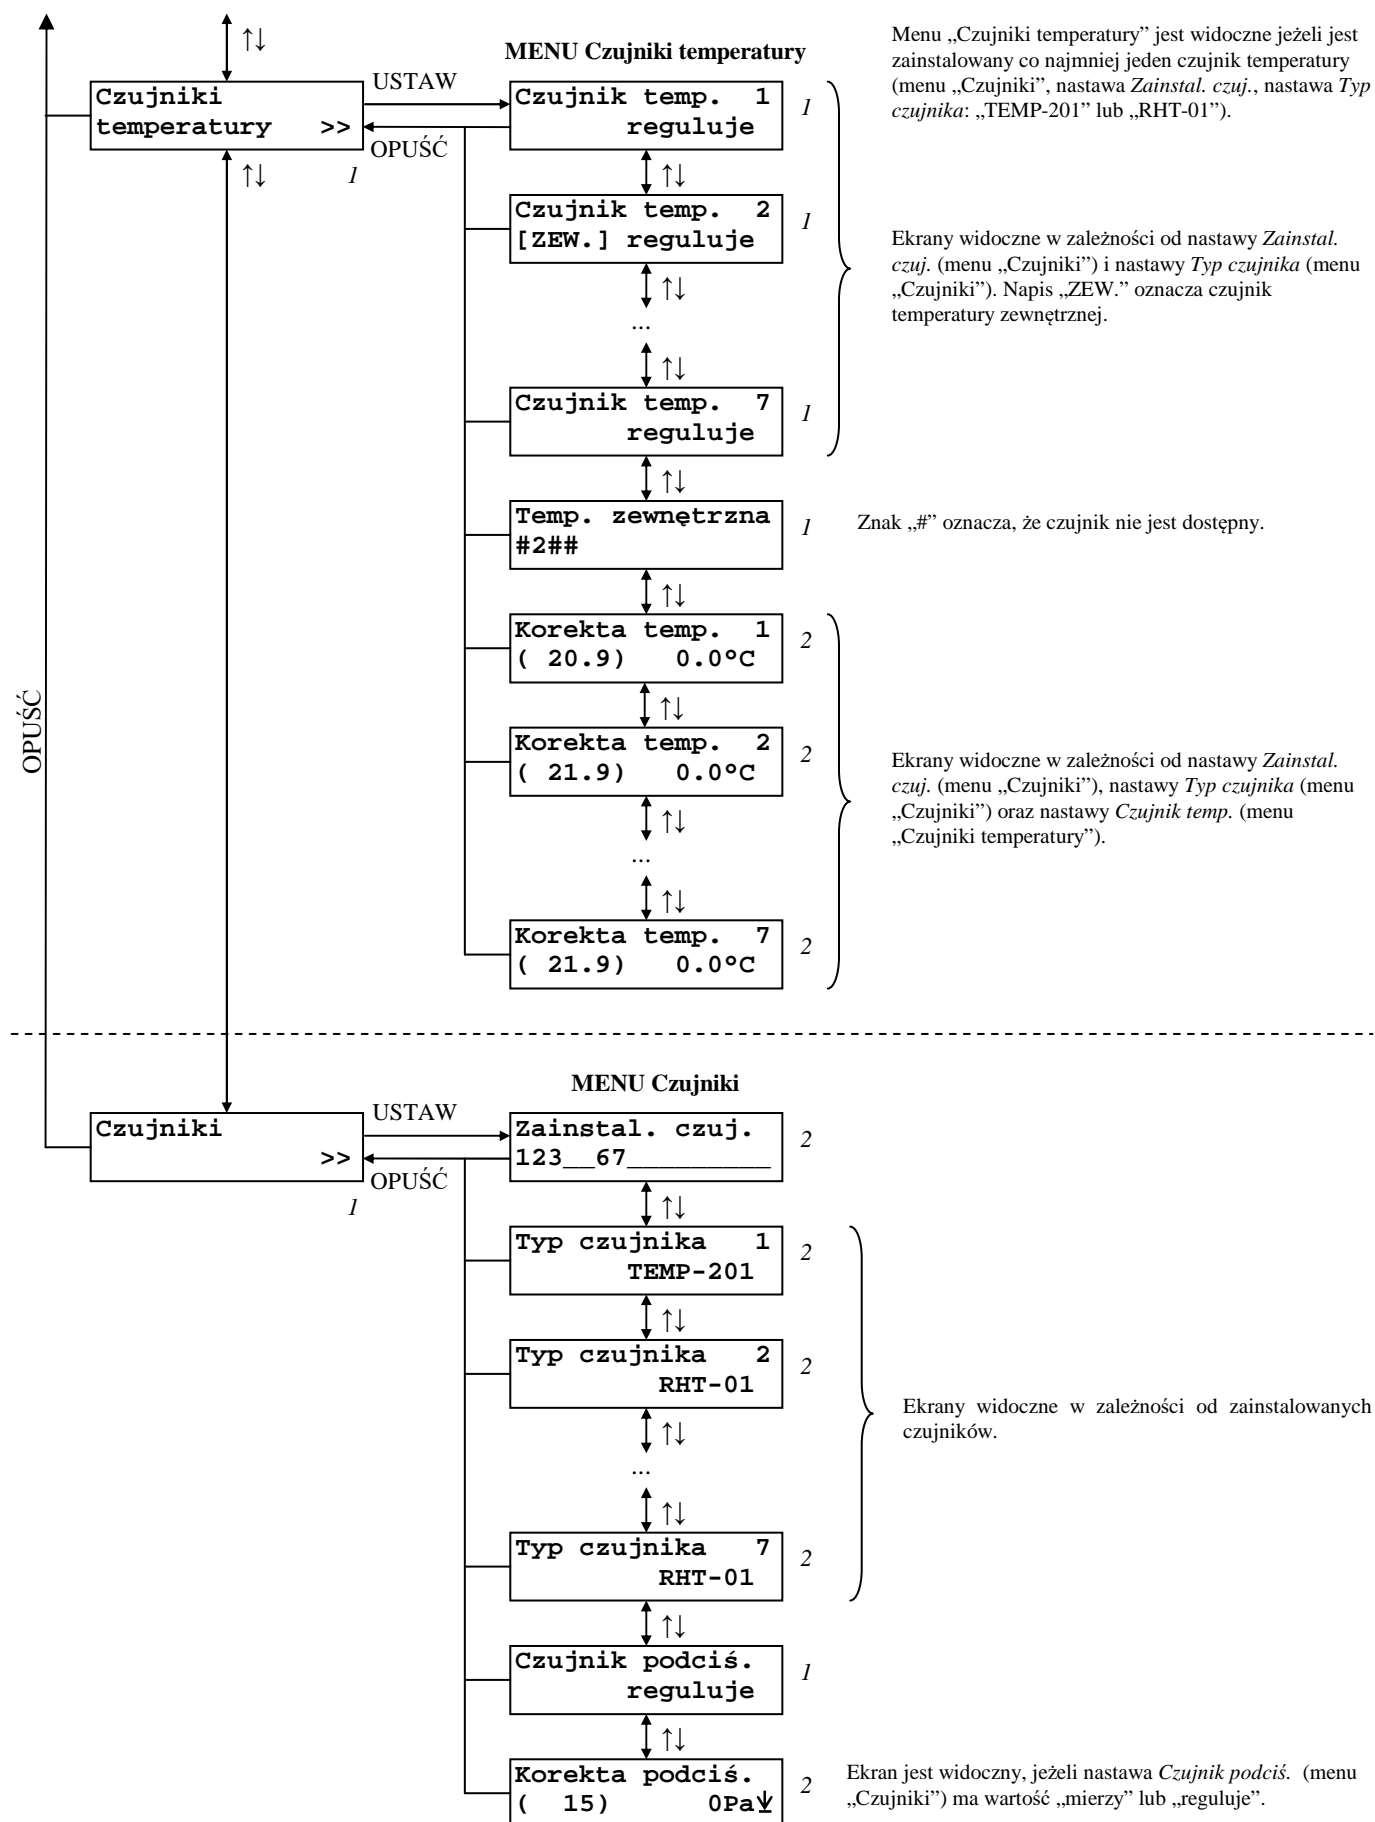 ↑↓
MENU Czujniki temperatury
Menu „Czujniki temperatury” jest widoczne jeżeli jest
zainstalowany co najmniej jeden czujnik temperatury
(menu „Czujniki”, nastawa Zainstal. czuj., nastawa Typ
czujnika: „TEMP-201” lub „RHT-01”).
Czujniki
temperatury >>
1
USTAW
OPUŚĆ
↑↓
Czujnik temp. 1
reguluje
1
↑↓
Czujnik temp. 2
[ZEW.] reguluje
1
↑↓
...
↑↓
Czujnik temp. 7
reguluje
1
Ekrany widoczne w zależności od nastawy Zainstal.
czuj. (menu „Czujniki”) i nastawy Typ czujnika (menu
„Czujniki”). Napis „ZEW.” oznacza czujnik
temperatury zewnętrznej.
↑↓
Temp. zewnętrzna
#2##
1
Znak „#” oznacza, że czujnik nie jest dostępny.
↑↓
Korekta temp. 1
( 20.9) 0.0°C
2
↑↓
Korekta temp. 2
( 21.9) 0.0°C
2
↑↓
...
↑↓
Korekta temp. 7
( 21.9) 0.0°C
2
Ekrany widoczne w zależności od nastawy Zainstal.
czuj. (menu „Czujniki”), nastawy Typ czujnika (menu
„Czujniki”) oraz nastawy Czujnik temp. (menu
„Czujniki temperatury”).
OPUŚĆ
MENU Czujniki
Czujniki
>>
1
USTAW
OPUŚĆ
Zainstal. czuj.
123__67_________
2
↑↓
Typ czujnika 1
TEMP-201
2
↑↓
Typ czujnika 2
RHT-01
2
↑↓
...
↑↓
Typ czujnika 7
RHT-01
2
Ekrany widoczne w zależności od zainstalowanych
czujników.
↑↓
Czujnik podciś.
reguluje
1
↑↓
Korekta podciś.
( 15) 0Pa
2
Ekran jest widoczny, jeżeli nastawa Czujnik podciś. (menu
„Czujniki”) ma wartość „mierzy” lub „reguluje”.